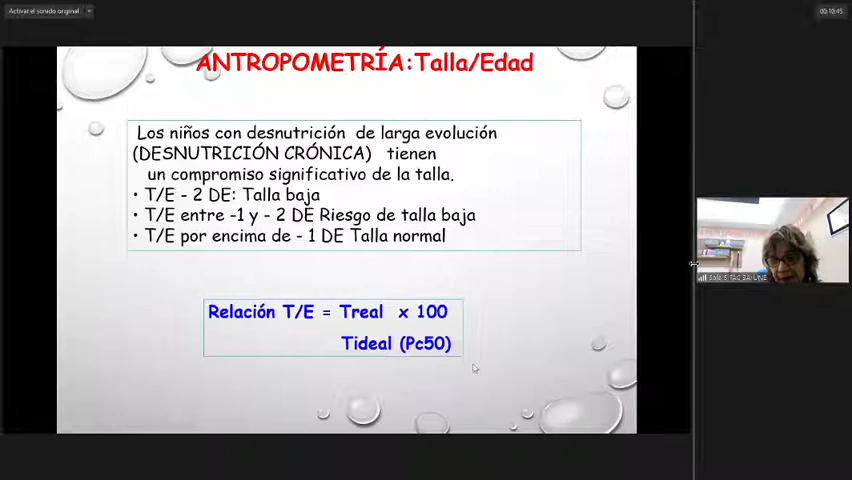 Activar el sonido original
00:10:45
ANTROPOMETRÍA:Talla/Edad
Los niños con desnutrición de larga evolución
(DESNUTRICIÓN CRÓNICA) tienen
un compromiso significativo de la talla.
• T/E - 2 DE: Talla baja
• T/E entre -1 y - 2 DE Riesgo de talla baja
• T/E por encima de - 1 DE Talla normal
Relación T/E = Treal x 100
Tideal (Pc50)